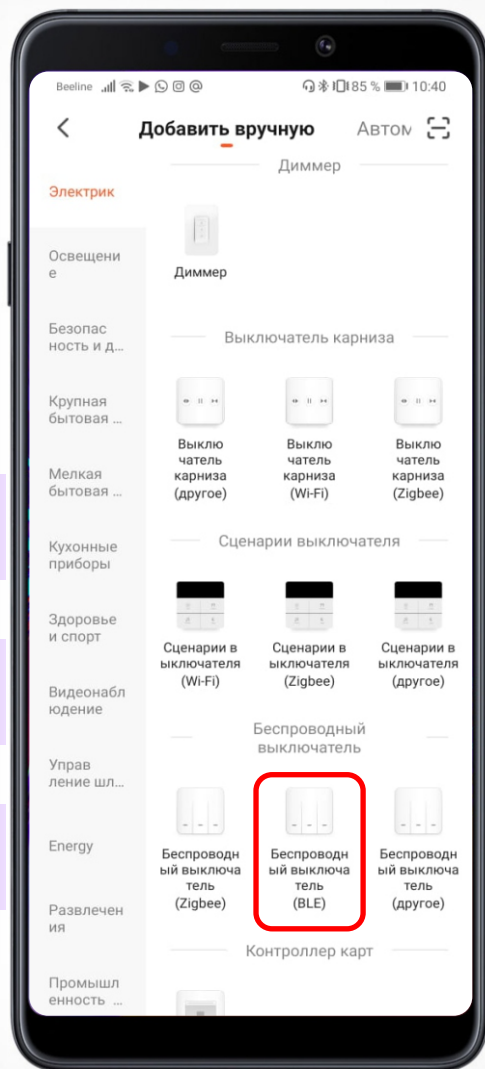 Beeline 85 % 10:40
Добавить вручную Автом
Диммер
Электрик
Диммер
Освещени
е
Выключатель карниза
Безопас
ность и д...
Крупная
бытовая ...
Выклю
чатель
карниза
(другое)
Выклю
чатель
карниза
(Wi-Fi)
Выклю
чатель
карниза
(Zigbee)
Мелкая
бытовая ...
Сценарии выключателя
Кухонные
приборы
Здоровье
и спорт
Сценарии в
ыключателя
(Wi-Fi)
Сценарии в
ыключателя
(Zigbee)
Сценарии в
ыключателя
(другое)
Видеонабл
юдение
Беспроводный
выключатель
Управ
ление шл...
Energy
Беспроводн
ый выключа
тель
(Zigbee)
Беспроводн
ый выключа
тель
(BLE)
Беспроводн
ый выключа
тель
(другое)
Развлечен
ия
Контроллер карт
Промышл
енность ...